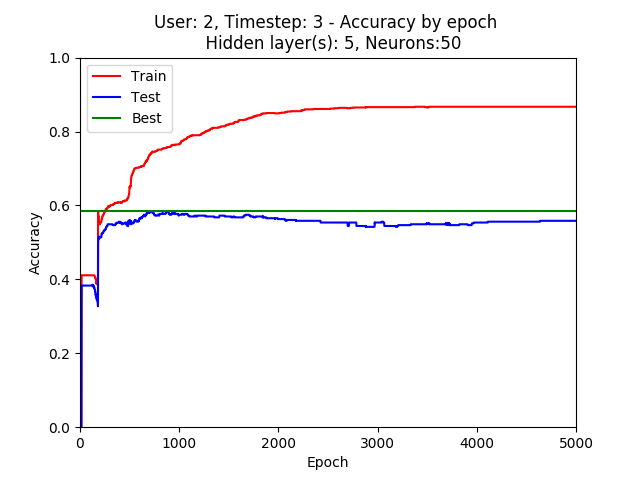 User: 2, Timestep: 3 - Accuracy by epoch
Hidden layer(s): 5, Neurons:50
1.0
0.8
0.6
0.4
0.2
0.0
Accuracy
Train
Test
Best
0
1000
2000
3000
4000
5000
Epoch